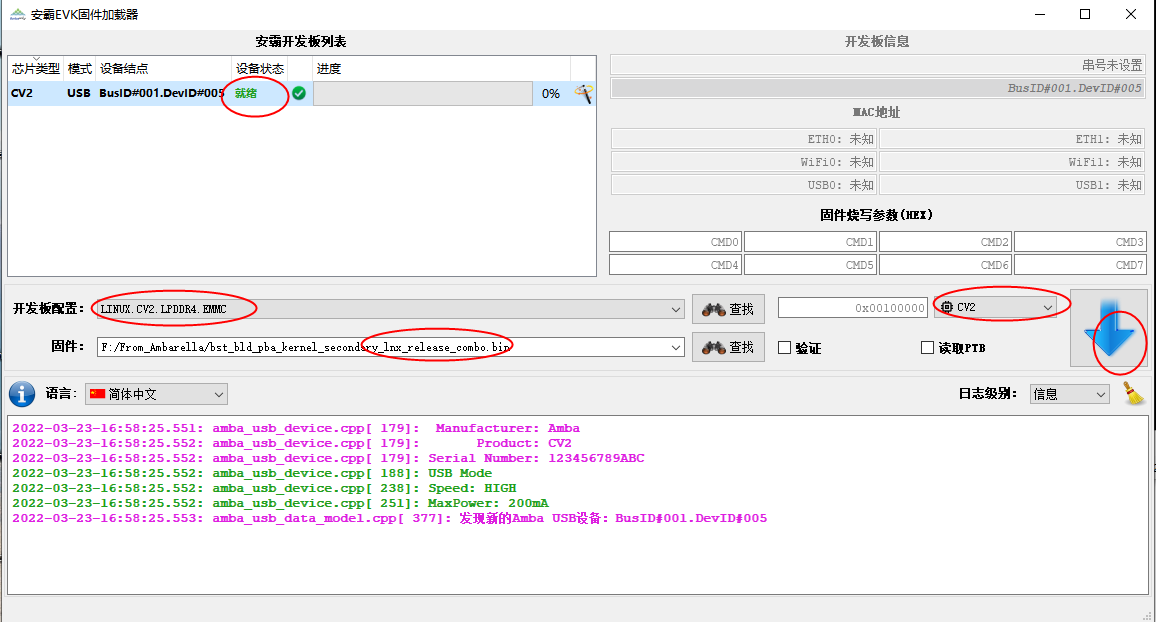 安霸EVK固件加载器
安霸开发板列表
芯片类型 模式 设备结点 设备状态 进度
CV2 USB BusID#001.DevID#005 就绪 0%
开发板信息
串号未设置
BusID#001.DevID#005
MAC地址
ETH0: 未知 ETH1: 未知
WiFi0: 未知 WiFi1: 未知
USB0: 未知 USB1: 未知
固件烧写参数(HEX)
CMD0 CMD1 CMD2 CMD3
CMD4 CMD5 CMD6 CMD7
开发板配置: LINUX.CV2.LPDDR4.EMMC 查找 0x00100000 CV2
固件: F:/From_Ambarella/bst_bld_pba_kernel_secondary_lnx_release_combo.bin 查找 验证 读取PTB
语言: 简体中文 日志级别: 信息
2022-03-23-16:58:25.551: amba_usb_device.cpp[ 179]: Manufacturer: Amba
2022-03-23-16:58:25.552: amba_usb_device.cpp[ 179]: Product: CV2
2022-03-23-16:58:25.552: amba_usb_device.cpp[ 179]: Serial Number: 123456789ABC
2022-03-23-16:58:25.552: amba_usb_device.cpp[ 188]: USB Mode
2022-03-23-16:58:25.552: amba_usb_device.cpp[ 238]: Speed: HIGH
2022-03-23-16:58:25.552: amba_usb_device.cpp[ 251]: MaxPower: 200mA
2022-03-23-16:58:25.553: amba_usb_data_model.cpp[ 377]: 发现新的Amba USB设备: BusID#001.DevID#005